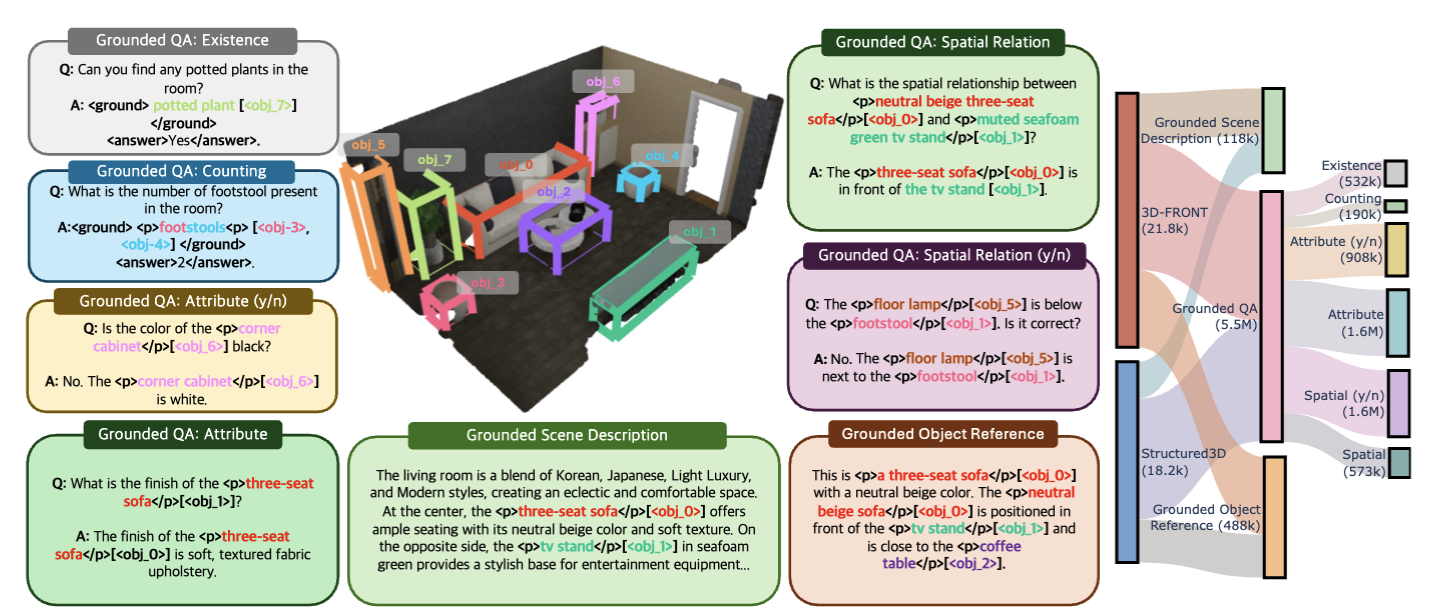 Grounded QA: Existence
Q: Can you find any potted plants in the
room?
A: <ground> potted plant [<obj_7>]
</ground>
<answer>Yes</answer>.
Grounded QA: Counting
Q: What is the number of footstool present
in the room?
A:<ground> <p>footstools<p> [<obj-3>,
<obj-4>] </ground>
<answer>2</answer>.
Grounded QA: Attribute (y/n)
Q: Is the color of the <p>corner
cabinet</p>[<obj_6>] black?
A: No. The <p>corner cabinet</p>[<obj_6>]
is white.
Grounded QA: Attribute
Q: What is the finish of the <p>three-seat
sofa</p>[<obj_1>]?
A: The finish of the <p>three-seat
sofa</p>[<obj_0>] is soft, textured fabric
upholstery.
obj_6
obj_5
obj_7
obj_0
obj_4
obj_2
obj_1
obj_3
Grounded Scene Description
The living room is a blend of Korean, Japanese, Light Luxury,
and Modern styles, creating an eclectic and comfortable space.
At the center, the <p>three-seat sofa</p>[<obj_0>] offers
ample seating with its neutral beige color and soft texture. On
the opposite side, the <p>tv stand</p>[<obj_1>] in seafoam
green provides a stylish base for entertainment equipment...
Grounded QA: Spatial Relation
Q: What is the spatial relationship between
<p>neutral beige three-seat
sofa</p>[<obj_0>] and <p>muted seafoam
green tv stand</p>[<obj_1>]?
A: The <p>three-seat sofa</p>[<obj_0>] is
in front of the tv stand [<obj_1>].
Grounded QA: Spatial Relation (y/n)
Q: The <p>floor lamp</p>[<obj_5>] is below
the <p>footstool</p>[<obj_1>]. Is it correct?
A: No. The <p>floor lamp</p>[<obj_5>] is
next to the <p>footstool</p>[<obj_1>].
Grounded Object Reference
This is <p>a three-seat sofa</p>[<obj_0>]
with a neutral beige color. The <p>neutral
beige sofa</p>[<obj_0>] is positioned in
front of the <p>tv stand</p>[<obj_1>] and
is close to the <p>coffee
table</p>[<obj_2>].
3D-FRONT
(21.8k)
Structured3D
(18.2k)
Grounded Scene
Description (118k)
Grounded QA
(5.5M)
Grounded Object
Reference (488k)
Existence
(532k)
Counting
(190k)
Attribute (y/n)
(908k)
Attribute
(1.6M)
Spatial (y/n)
(1.6M)
Spatial
(573k)